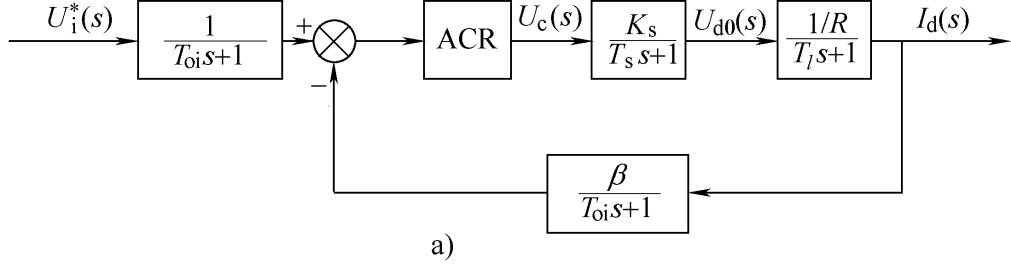 U*i(s) 1/(Toi s+1) + − ACR Uc(s) Ks/(Ts s+1) Ud0(s) (1/R)/(Tl s+1) Id(s)
β/(Toi s+1)
a)